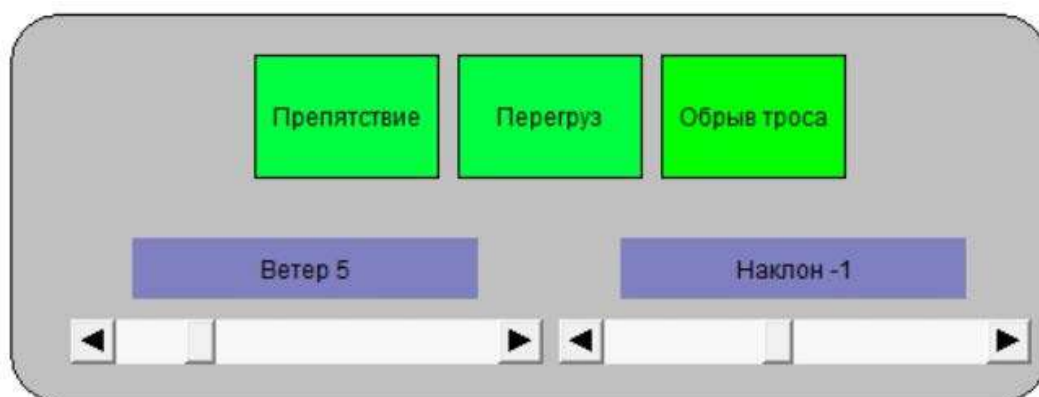 Препятствие
Перегруз
Обрыв троса
Ветер 5
Наклон -1